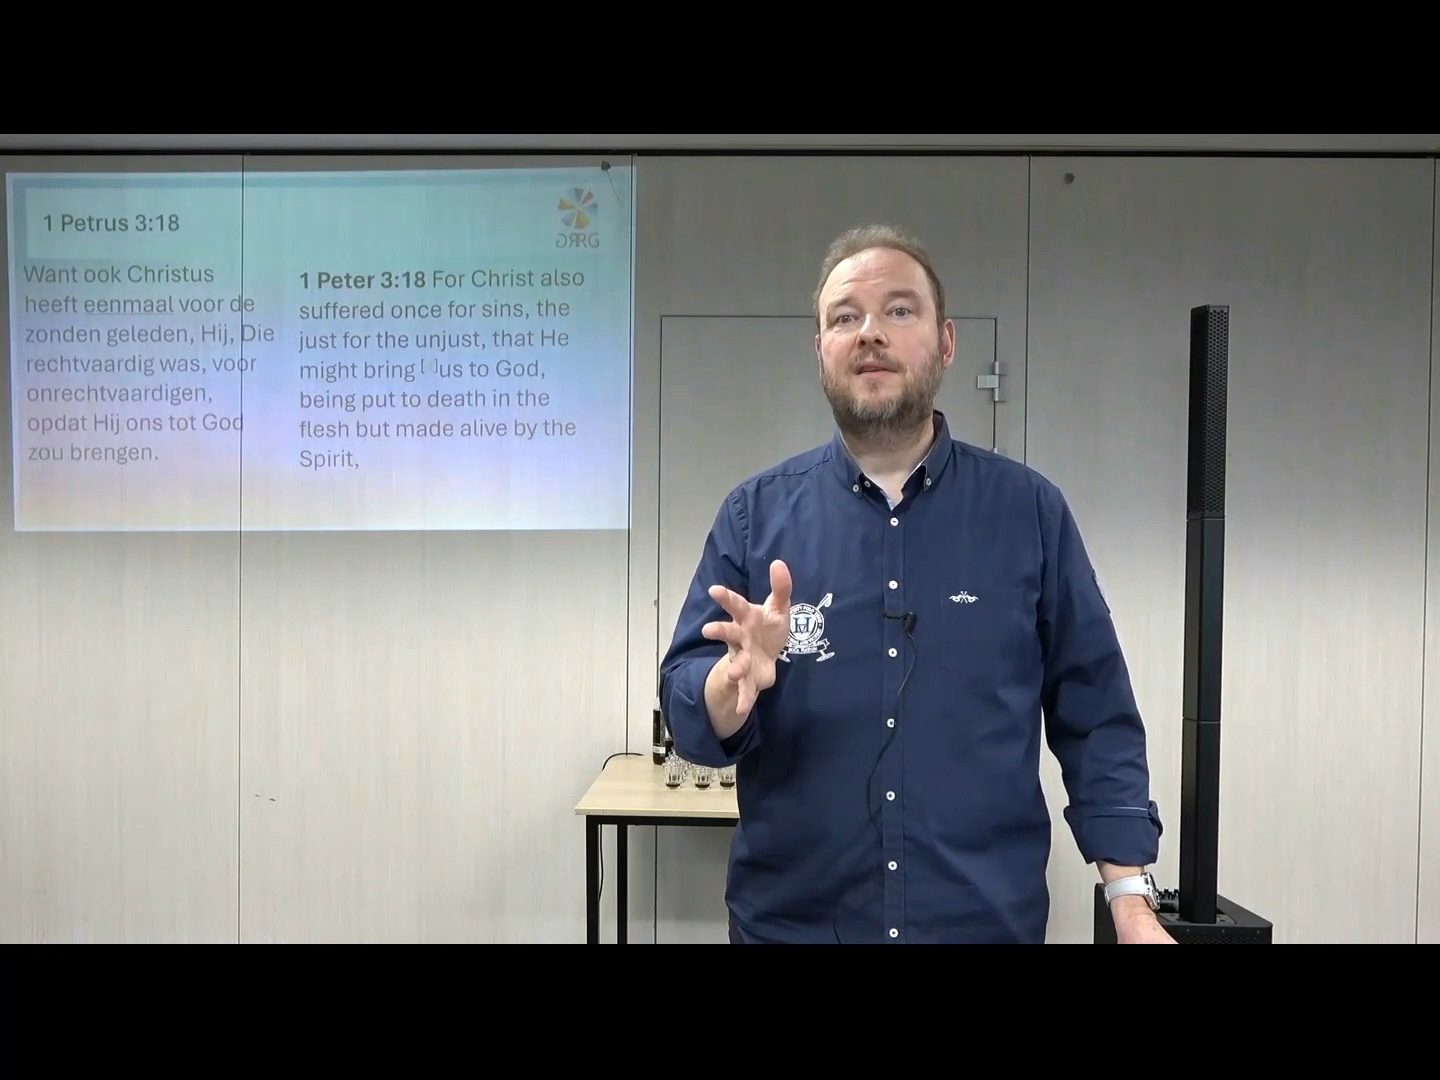 1 Petrus 3:18
Want ook Christus
heeft eenmaal voor de
zonden geleden, Hij, Die
rechtvaardig was, voor
onrechtvaardigen,
opdat Hij ons tot God
zou brengen.
1 Peter 3:18 For Christ also
suffered once for sins, the
just for the unjust, that He
might bring us to God,
being put to death in the
flesh but made alive by the
Spirit,